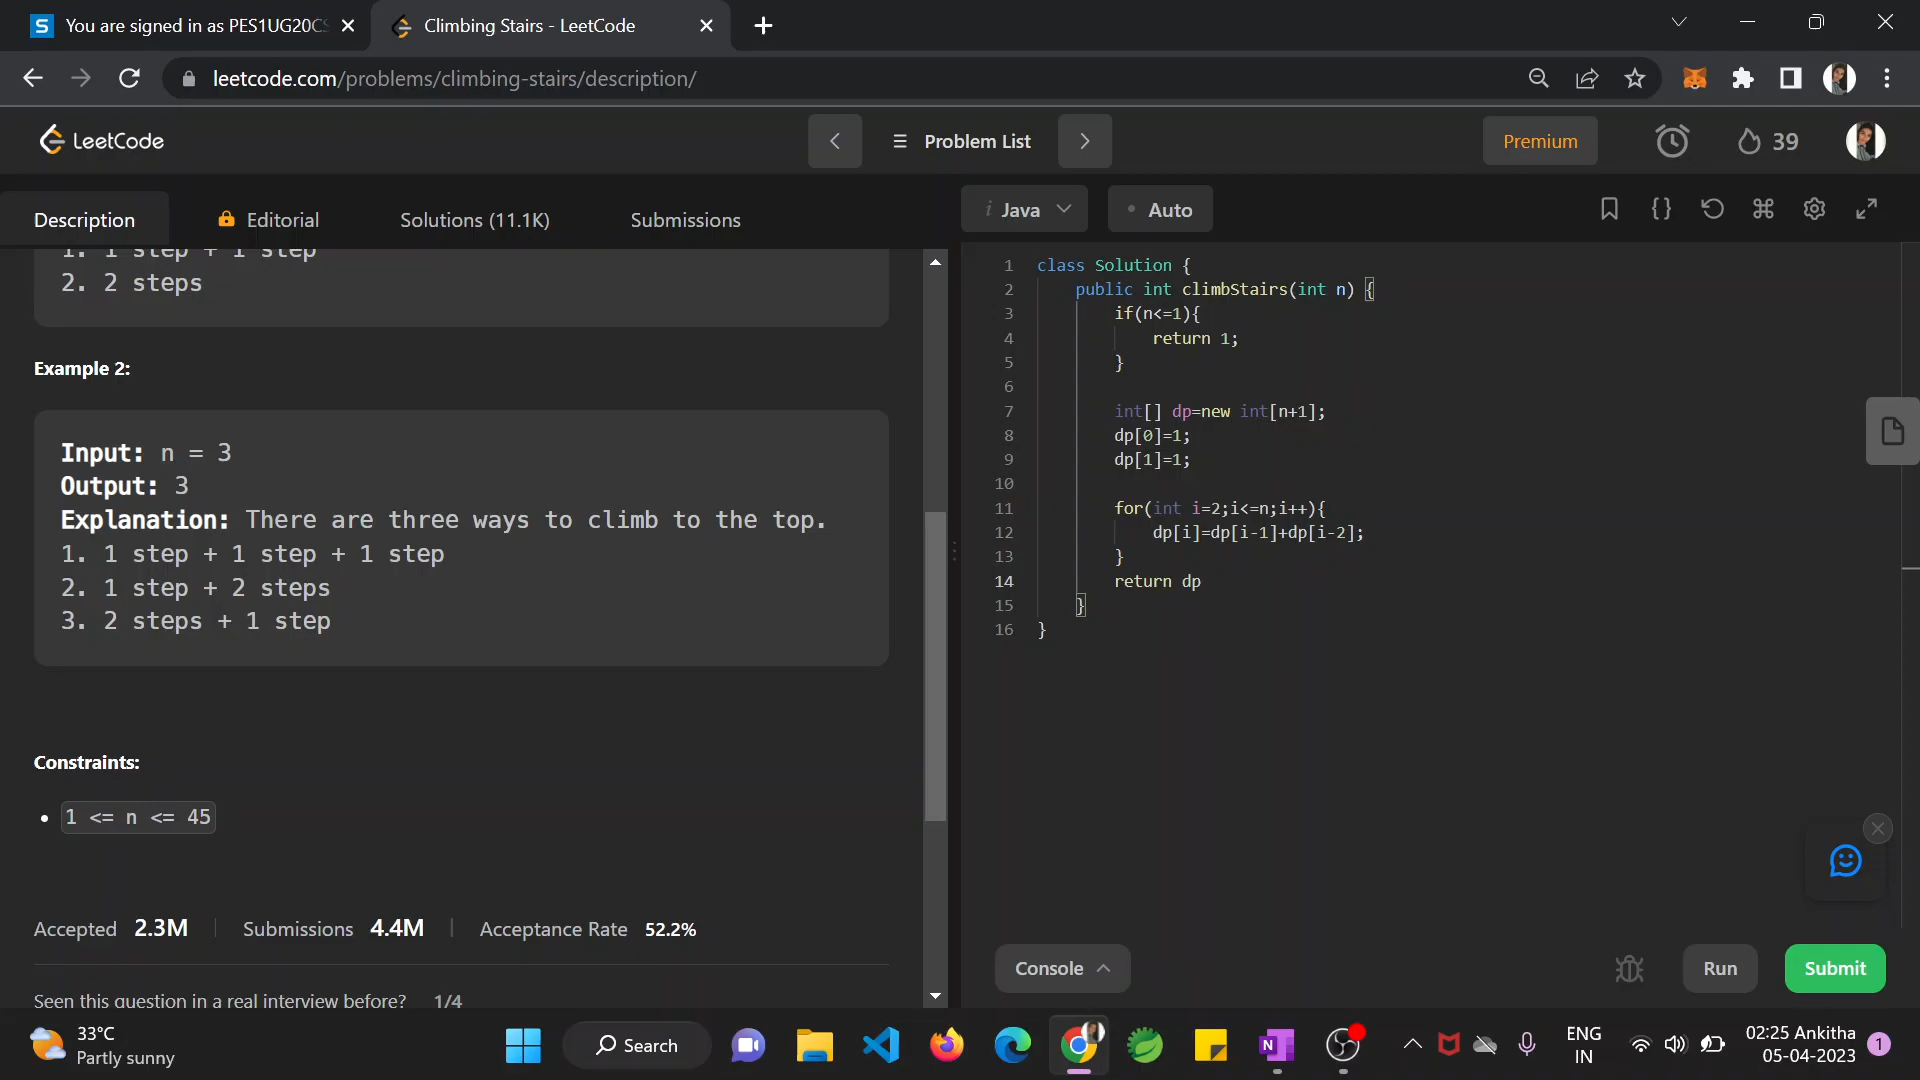 You are signed in as PES1UG20CS
Climbing Stairs - LeetCode
leetcode.com/problems/climbing-stairs/description/
LeetCode
Problem List
Premium
39
Description
Editorial
Solutions (11.1K)
Submissions
Java
Auto
1. 1 step + 1 step
2. 2 steps
Example 2:
Input: n = 3
Output: 3
Explanation: There are three ways to climb to the top.
1. 1 step + 1 step + 1 step
2. 1 step + 2 steps
3. 2 steps + 1 step
Constraints:
1 <= n <= 45
Accepted 2.3M
Submissions 4.4M
Acceptance Rate 52.2%
Seen this question in a real interview before? 1/4
1 class Solution {
2 public int climbStairs(int n) {
3 if(n<=1){
4 return 1;
5 }
6
7 int[] dp=new int[n+1];
8 dp[0]=1;
9 dp[1]=1;
10
11 for(int i=2;i<=n;i++){
12 dp[i]=dp[i-1]+dp[i-2];
13 }
14 return dp
15 }
16 }
Console
Run
Submit
33°C
Partly sunny
Search
ENG
IN
02:25 Ankitha
05-04-2023
1